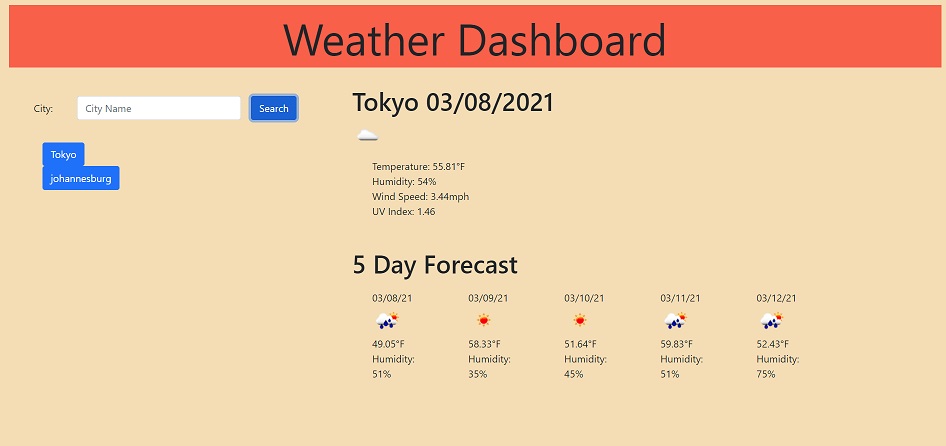 Weather Dashboard
City:
City Name
Search
Tokyo
johannesburg
Tokyo 03/08/2021
Temperature: 55.81°F
Humidity: 54%
Wind Speed: 3.44mph
UV Index: 1.46
5 Day Forecast
03/08/21
49.05°F
Humidity:
51%
03/09/21
58.33°F
Humidity:
35%
03/10/21
51.64°F
Humidity:
45%
03/11/21
59.83°F
Humidity:
51%
03/12/21
52.43°F
Humidity:
75%